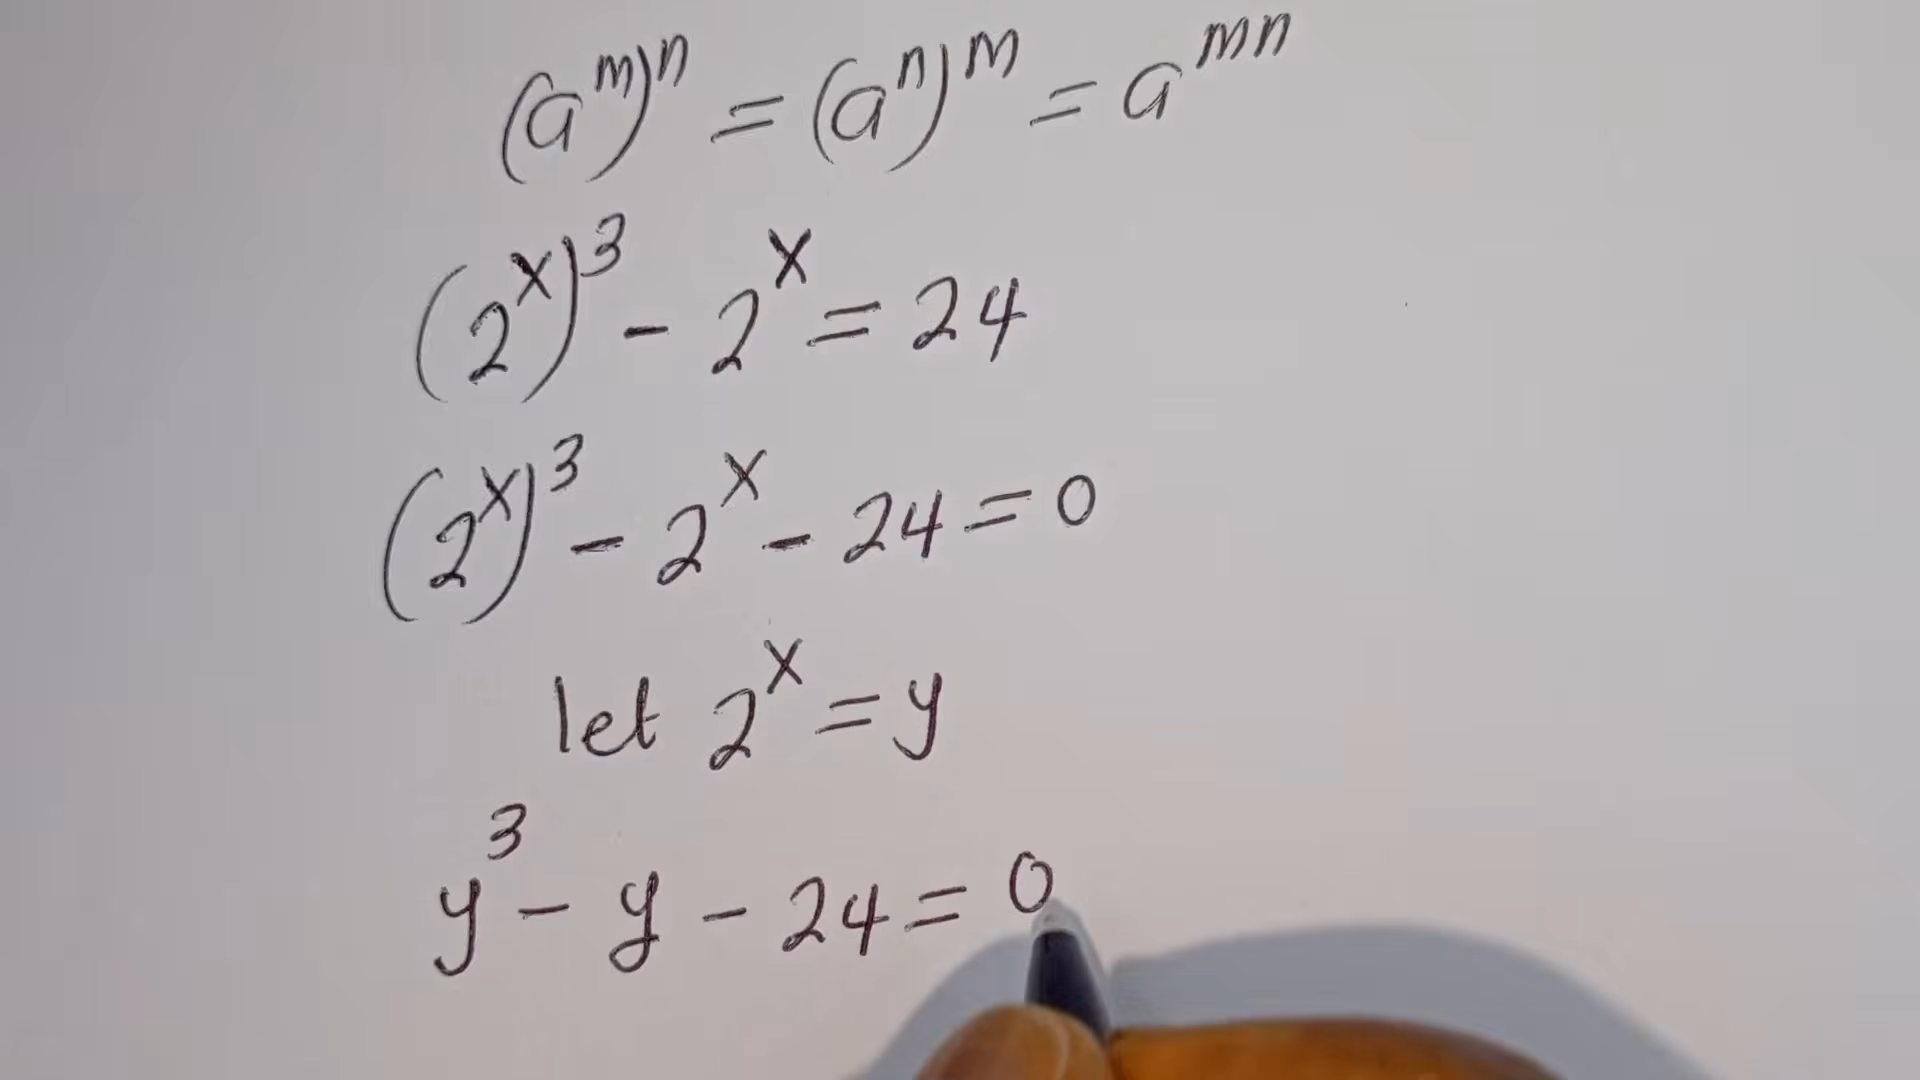 (a^m)^n = (a^n)^m = a^mn
(2^x)^3 - 2^x = 24
(2^x)^3 - 2^x - 24 = 0
let 2^x = y
y^3 - y - 24 = 0